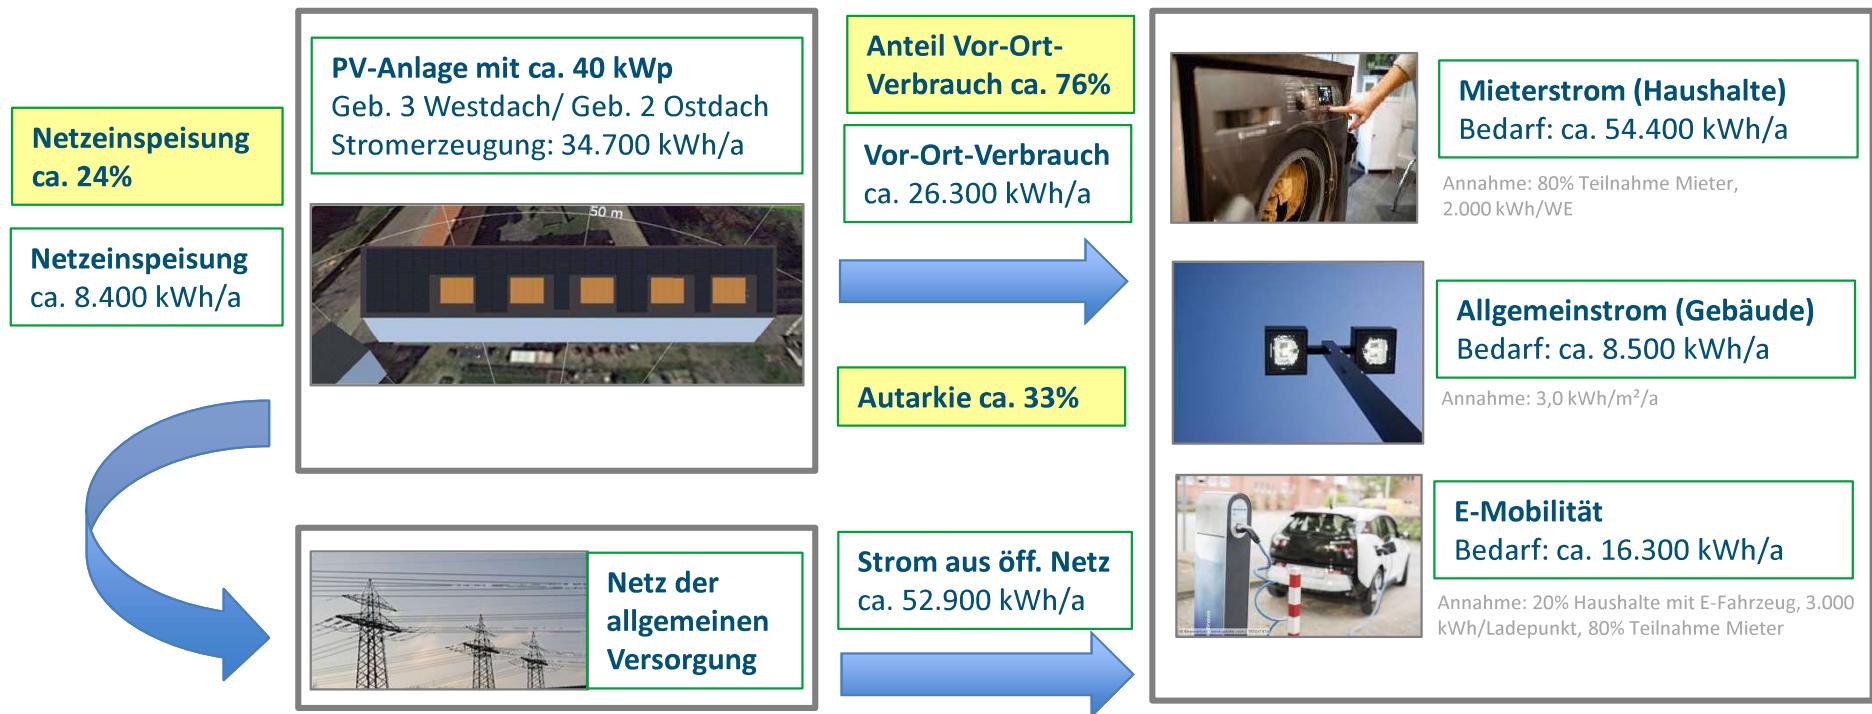 Netzeinspeisung
ca. 24%
Netzeinspeisung
ca. 8.400 kWh/a
PV-Anlage mit ca. 40 kWp
Geb. 3 Westdach/ Geb. 2 Ostdach
Stromerzeugung: 34.700 kWh/a
50 m
Netz der
allgemeinen
Versorgung
Anteil Vor-Ort-
Verbrauch ca. 76%
Vor-Ort-Verbrauch
ca. 26.300 kWh/a
Autarkie ca. 33%
Strom aus öff. Netz
ca. 52.900 kWh/a
Mieterstrom (Haushalte)
Bedarf: ca. 54.400 kWh/a
Annahme: 80% Teilnahme Mieter,
2.000 kWh/WE
Allgemeinstrom (Gebäude)
Bedarf: ca. 8.500 kWh/a
Annahme: 3,0 kWh/m²/a
E-Mobilität
Bedarf: ca. 16.300 kWh/a
Annahme: 20% Haushalte mit E-Fahrzeug, 3.000
kWh/Ladepunkt, 80% Teilnahme Mieter